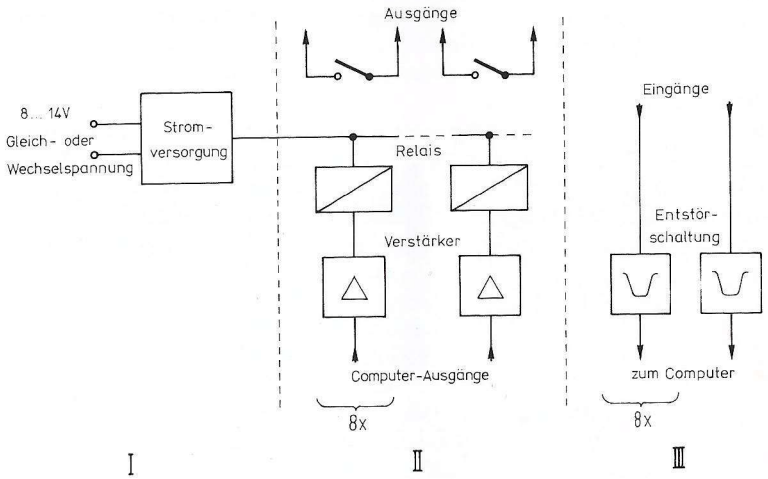 8... 14V
Gleich- oder
Wechselspannung
Strom-
versorgung
Ausgänge
Relais
Verstärker
Computer-Ausgänge
8x
Eingänge
Entstör-
schaltung
zum Computer
8x
I
II
III